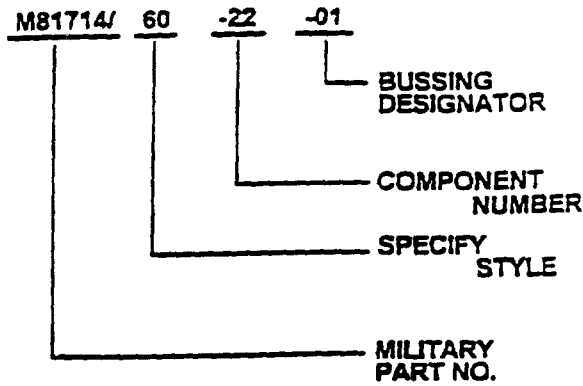 M81714/ 60 -22 -01
BUSSING
DESIGNATOR
COMPONENT
NUMBER
SPECIFY
STYLE
MILITARY
PART NO.